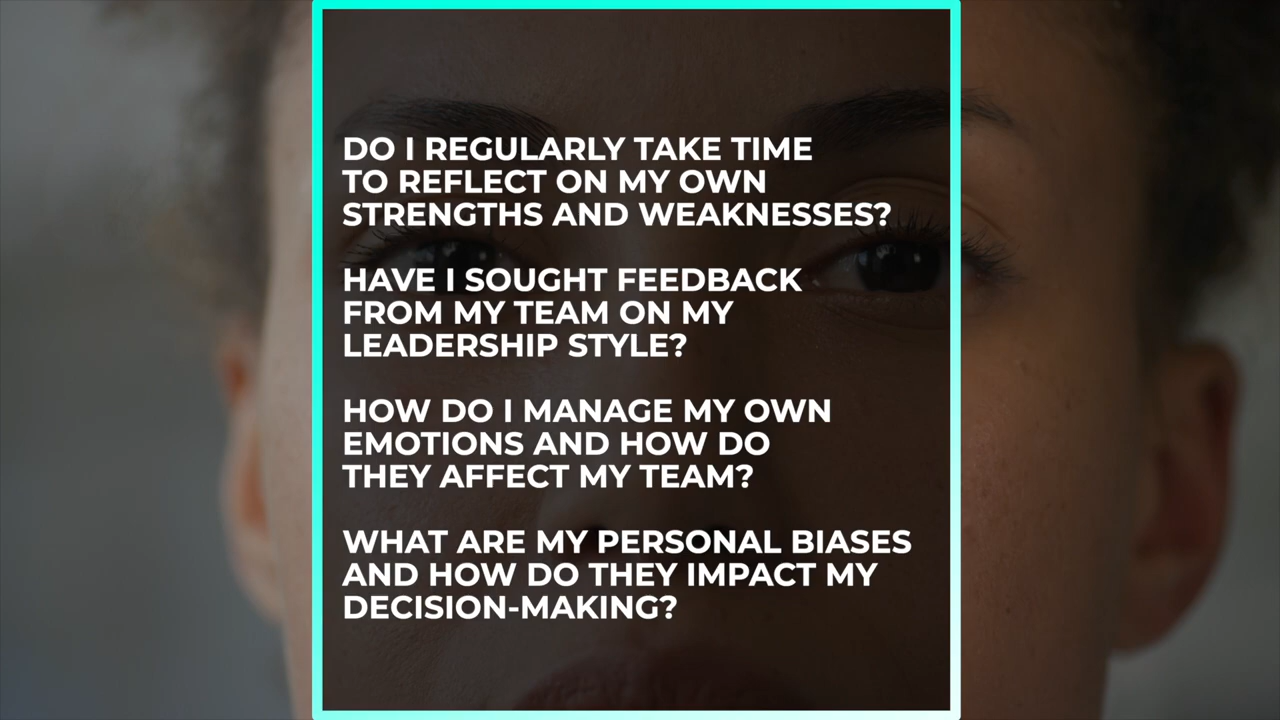 DO I REGULARLY TAKE TIME
TO REFLECT ON MY OWN
STRENGTHS AND WEAKNESSES?
HAVE I SOUGHT FEEDBACK
FROM MY TEAM ON MY
LEADERSHIP STYLE?
HOW DO I MANAGE MY OWN
EMOTIONS AND HOW DO
THEY AFFECT MY TEAM?
WHAT ARE MY PERSONAL BIASES
AND HOW DO THEY IMPACT MY
DECISION-MAKING?